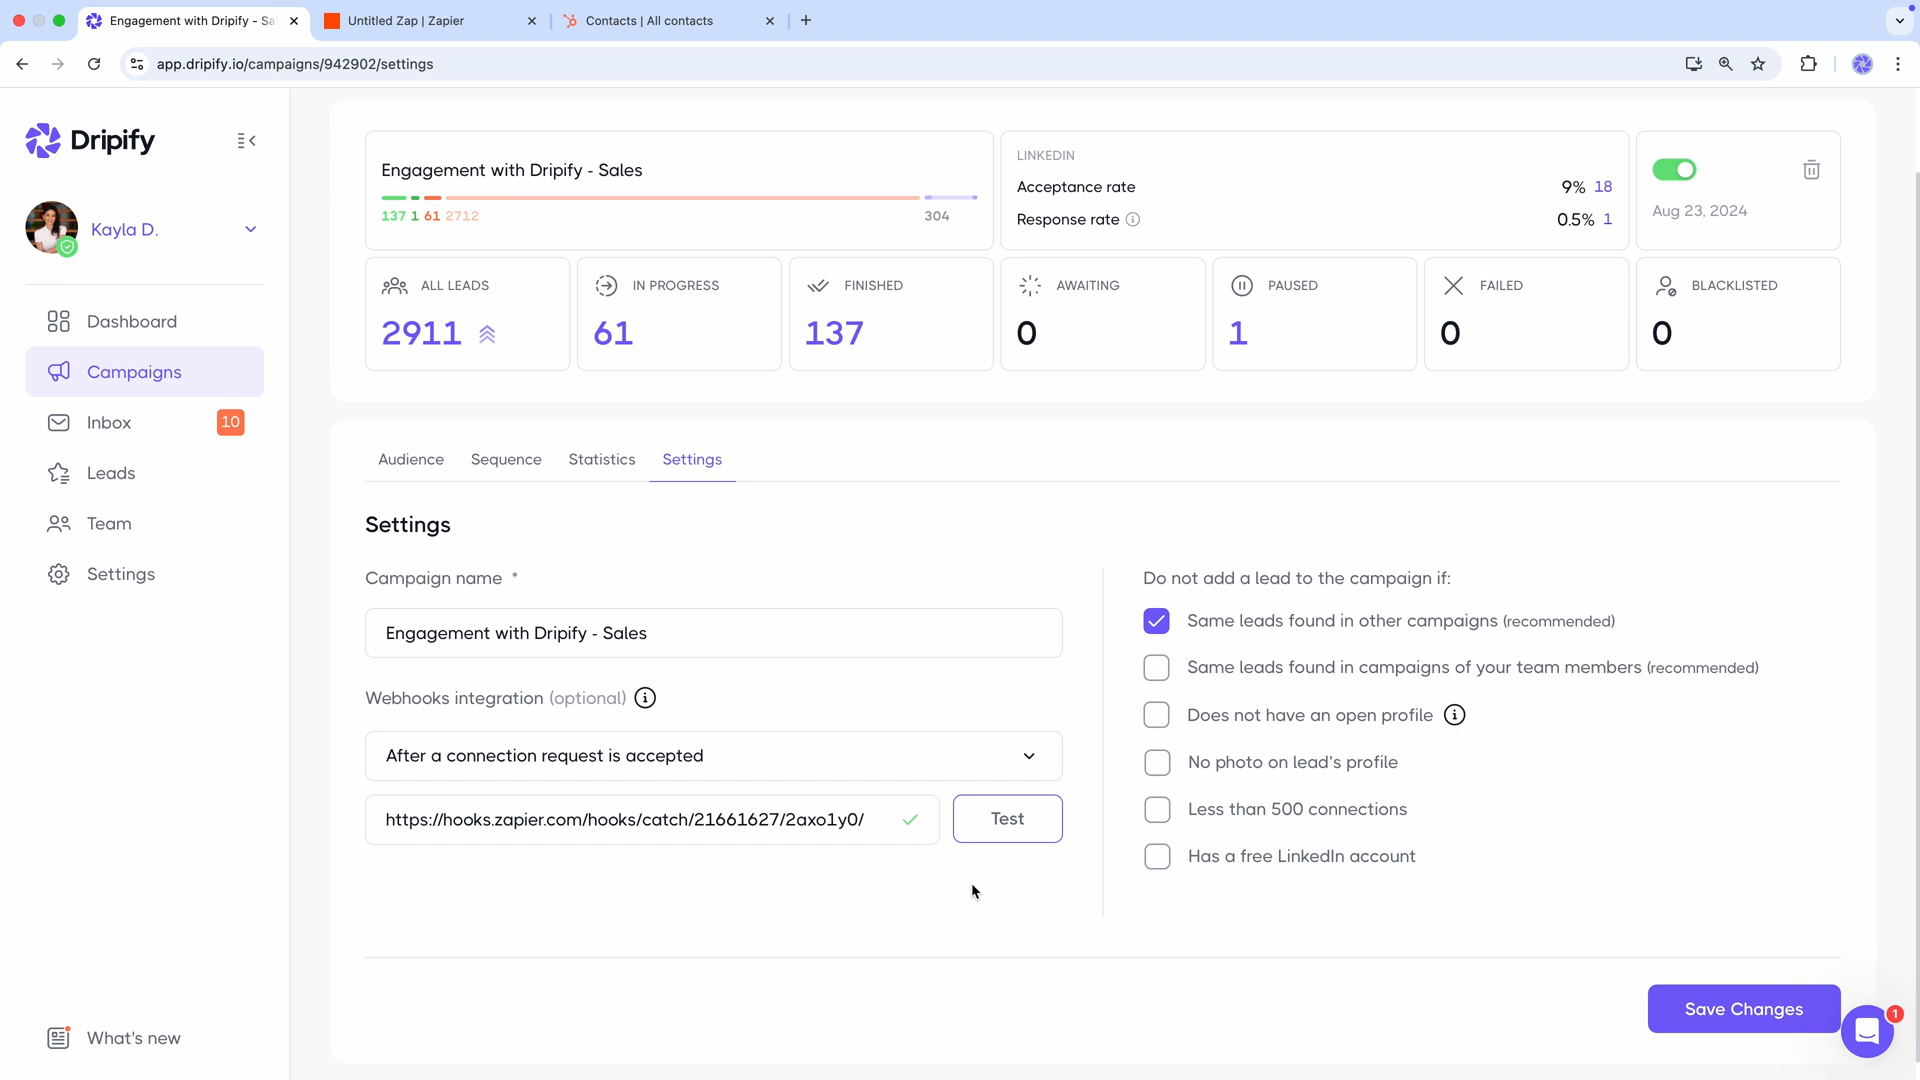 Engagement with Dripify - Sa
Untitled Zap | Zapier
Contacts | All contacts
app.dripify.io/campaigns/942902/settings
Dripify
Kayla D.
Dashboard
Campaigns
Inbox
10
Leads
Team
Settings
What's new
Engagement with Dripify - Sales
137 1 61 2712 304
LINKEDIN
Acceptance rate 9% 18
Response rate 0.5% 1
Aug 23, 2024
ALL LEADS
2911
IN PROGRESS
61
FINISHED
137
AWAITING
0
PAUSED
1
FAILED
0
BLACKLISTED
0
Audience Sequence Statistics Settings
Settings
Campaign name *
Engagement with Dripify - Sales
Webhooks integration (optional)
After a connection request is accepted
https://hooks.zapier.com/hooks/catch/21661627/2axo1y0/
Test
Do not add a lead to the campaign if:
Same leads found in other campaigns (recommended)
Same leads found in campaigns of your team members (recommended)
Does not have an open profile
No photo on lead's profile
Less than 500 connections
Has a free LinkedIn account
Save Changes
1